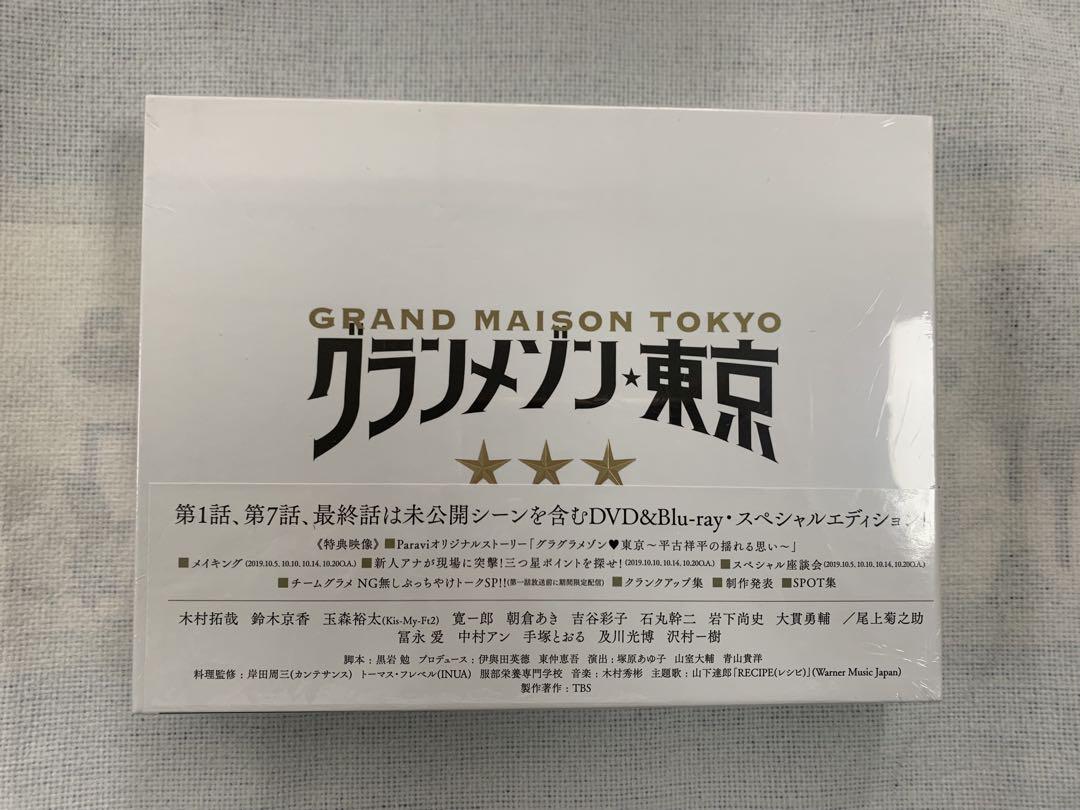 GRAND MAISON TOKYO
グランメゾン★東京
★★★
第1話、第7話、最終話は未公開シーンを含むDVD&Blu-ray・スペシャルエディション!
《特典映像》■Paraviオリジナルストーリー「グラグラメゾン♥東京～平古祥平の揺れる思い～」
■メイキング(2019.10.5, 10.10, 10.14, 10.20O.A.) ■新人アナが現場に突撃!三つ星ポイントを探せ!(2019.10.10, 10.14, 10.20O.A.) ■スペシャル座談会(2019.10.5, 10.10, 10.14, 10.20O.A.)
■チームグラメ NG無しぶっちゃけトークSP!!(第一話放送前に期間限定配信) ■クランクアップ集 ■制作発表 ■SPOT集
木村拓哉 鈴木京香 玉森裕太(Kis-My-Ft2) 寛一郎 朝倉あき 吉谷彩子 石丸幹二 岩下尚史 大貫勇輔 ／尾上菊之助
冨永 愛 中村アン 手塚とおる 及川光博 沢村一樹
脚本：黒岩 勉 プロデュース：伊與田英徳 東仲恵吾 演出：塚原あゆ子 山室大輔 青山貴洋
料理監修：岸田周三(カンテサンス) トーマス・フレベル(INUA) 服部栄養専門学校 音楽：木村秀彬 主題歌：山下達郎「RECIPE(レシピ)」(Warner Music Japan)
製作著作：TBS